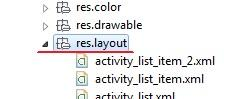 res.color
res.drawable
res.layout
activity_list_item_2.xml
activity_list_item.xml
activity_list.xml